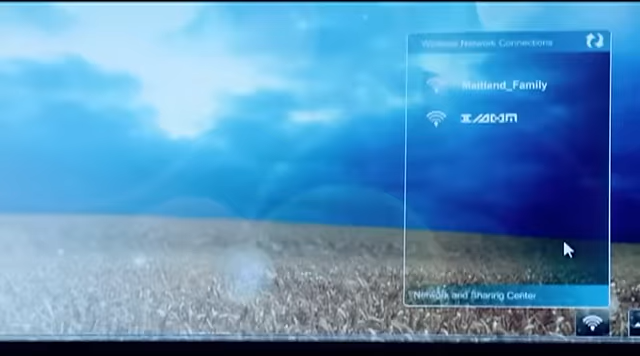 Wireless Network Connections
Maitland_Family
Network and Sharing Center